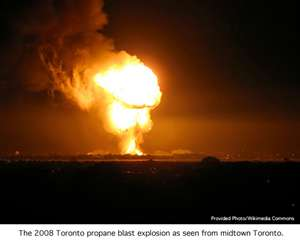 Provided Photo/Wikimedia Commons
The 2008 Toronto propane blast explosion as seen from midtown Toronto.